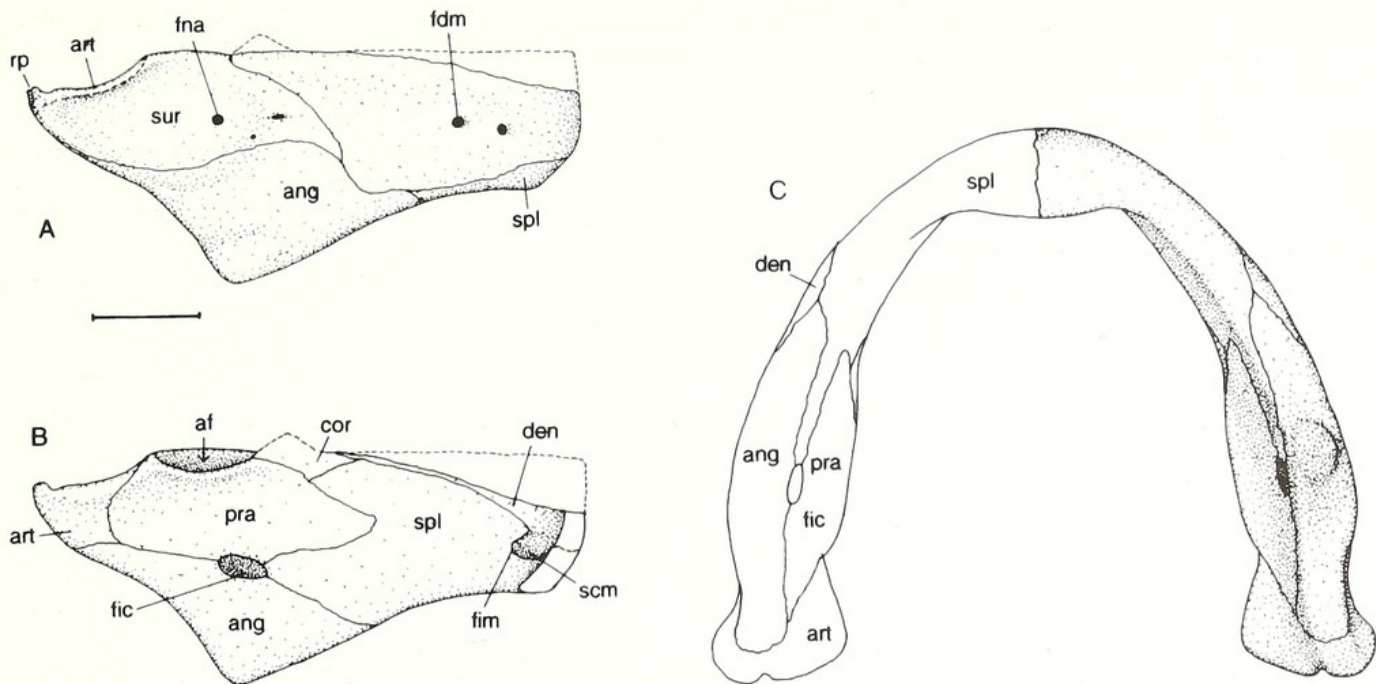 rp
art
fna
fdm
sur
ang
spl
A
B
af
cor
den
art
pra
spl
fic
ang
fim
scm
C
spl
den
ang
pra
fic
art